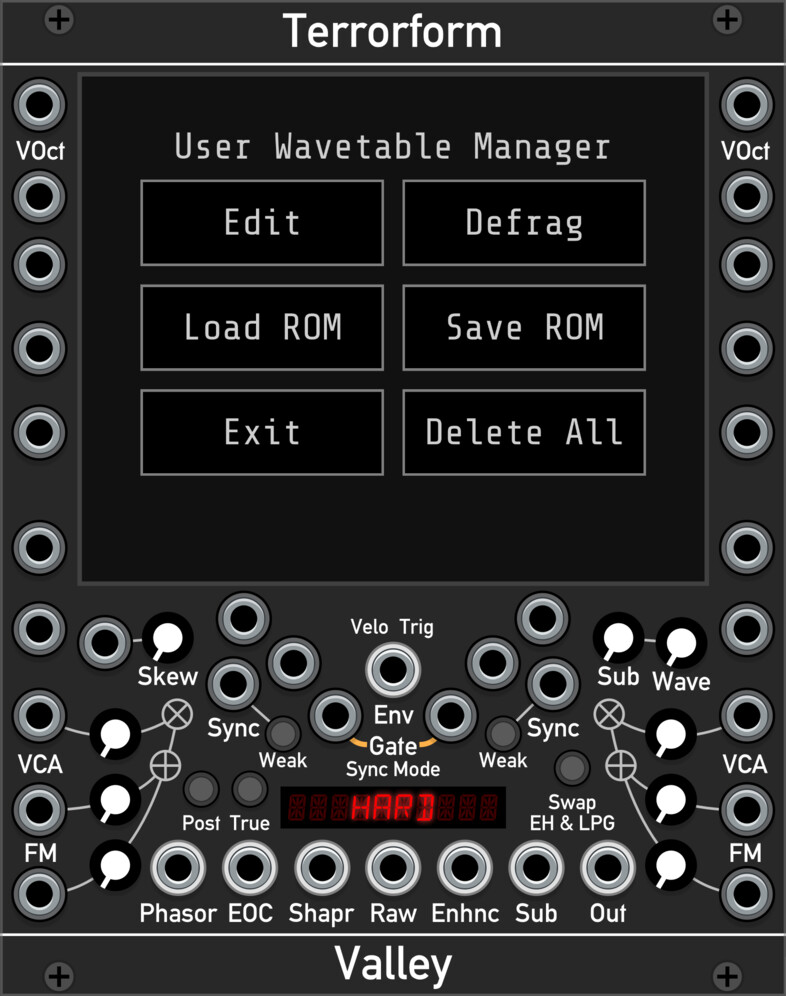 Terrorform
VOct
VOct
User Wavetable Manager
Edit
Defrag
Load ROM
Save ROM
Exit
Delete All
Velo Trig
Skew
Sub
Wave
Sync
Env
Sync
VCA
Weak
Gate
Weak
VCA
Sync Mode
Post
True
HARD
Swap
EH & LPG
FM
FM
Phasor
EOC
Shapr
Raw
Enhnc
Sub
Out
Valley